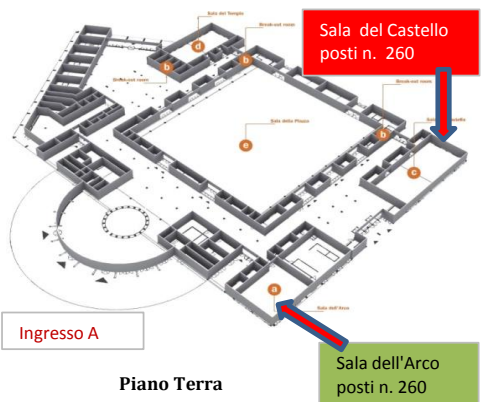 Sala del Tempio
Break-out room
d
b
b
Break-out room
Sala del Castello
posti n. 260
Break-out room
b
Sala della Piazza
e
c
a
Sala dell'Arco
Ingresso A
Piano Terra
Sala dell'Arco
posti n. 260